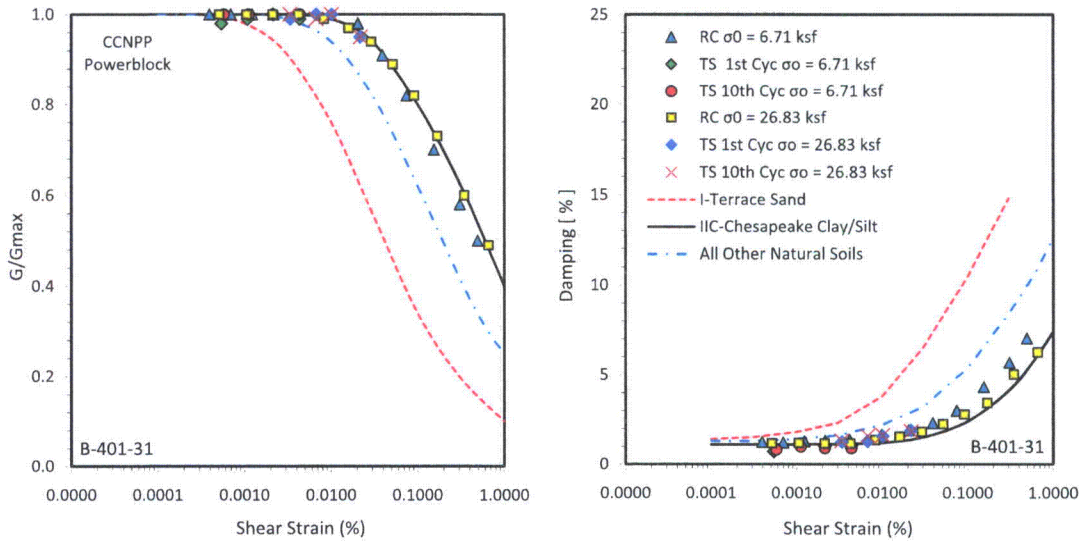 CCNPP
Powerblock
G/Gmax
1.0
0.8
0.6
0.4
0.2
0.0
B-401-31
0.0000
0.0001
0.0010
0.0100
0.1000
1.0000
Shear Strain (%)
Damping [ % ]
25
20
15
10
5
0
RC σ0 = 6.71 ksf
TS 1st Cyc σo = 6.71 ksf
TS 10th Cyc σo = 6.71 ksf
RC σ0 = 26.83 ksf
TS 1st Cyc σo = 26.83 ksf
TS 10th Cyc σo = 26.83 ksf
I-Terrace Sand
IIC-Chesapeake Clay/Silt
All Other Natural Soils
B-401-31
0.0000
0.0001
0.0010
0.0100
0.1000
1.0000
Shear Strain (%)